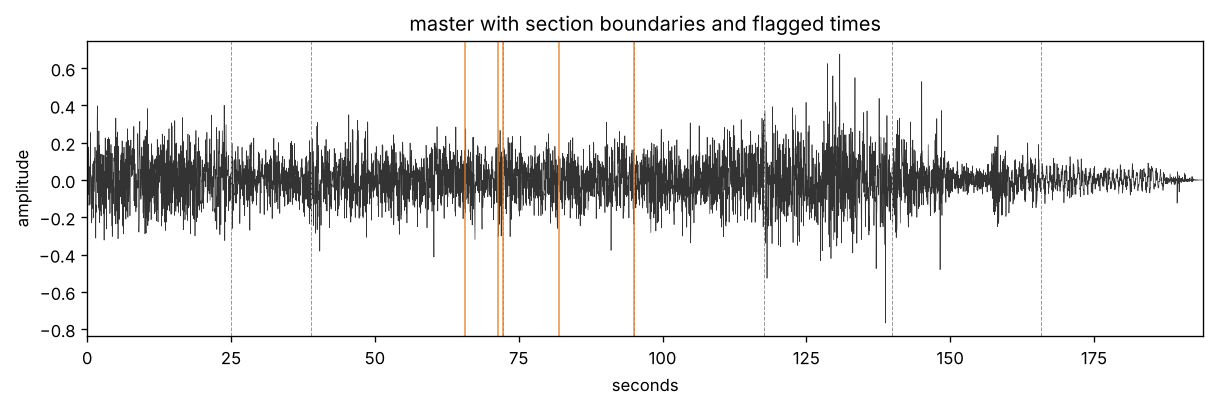 master with section boundaries and flagged times
amplitude
0.6
0.4
0.2
0.0
−0.2
−0.4
−0.6
−0.8
0 25 50 75 100 125 150 175
seconds